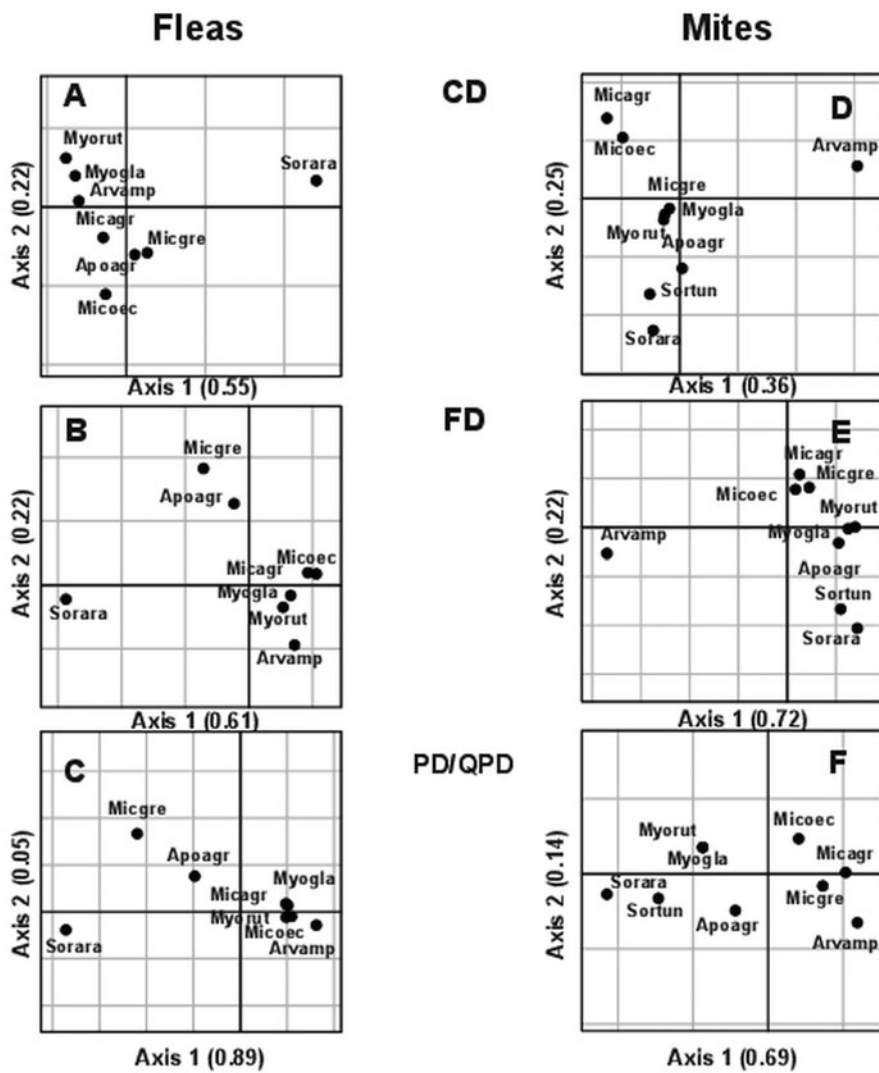 Fleas
Mites
CD
A
Myorut
Myogla
Arvamp
Sorara
Micagr
Micgre
Apoagr
Micoec
Axis 2 (0.22)
Axis 1 (0.55)
D
Micagr
Micoec
Arvamp
Micgre
Myogla
Myorut
Apoagr
Sortun
Sorara
Axis 2 (0.25)
Axis 1 (0.36)
FD
B
Micgre
Apoagr
Micoec
Micagr
Myogla
Sorara
Myorut
Arvamp
Axis 2 (0.22)
Axis 1 (0.61)
E
Micagr
Micgre
Micoec
Myorut
Myogla
Arvamp
Apoagr
Sortun
Sorara
Axis 2 (0.22)
Axis 1 (0.72)
PD/QPD
C
Micgre
Apoagr
Myogla
Micagr
Myorut
Micoec
Sorara
Arvamp
Axis 2 (0.05)
Axis 1 (0.89)
F
Micoec
Myorut
Myogla
Micagr
Sorara
Sortun
Micgre
Apoagr
Arvamp
Axis 2 (0.14)
Axis 1 (0.69)